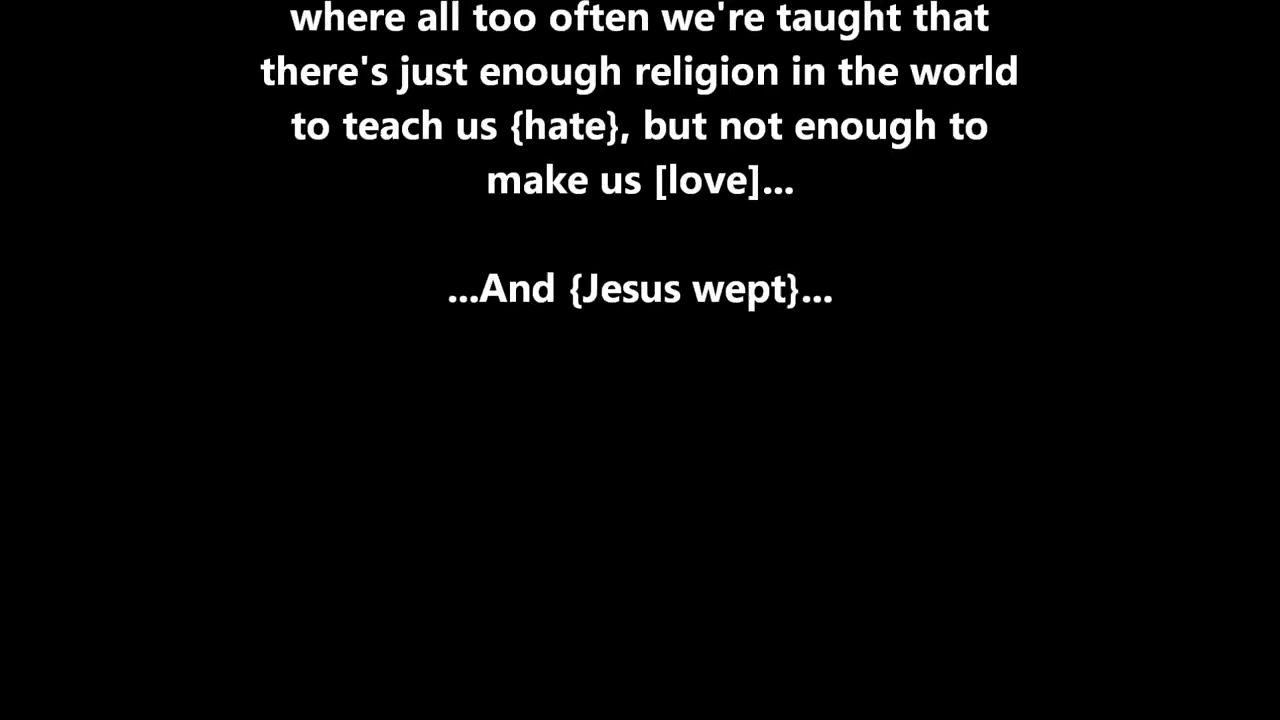 where all too often we're taught that
there's just enough religion in the world
to teach us {hate}, but not enough to
make us [love]...
...And {Jesus wept}...